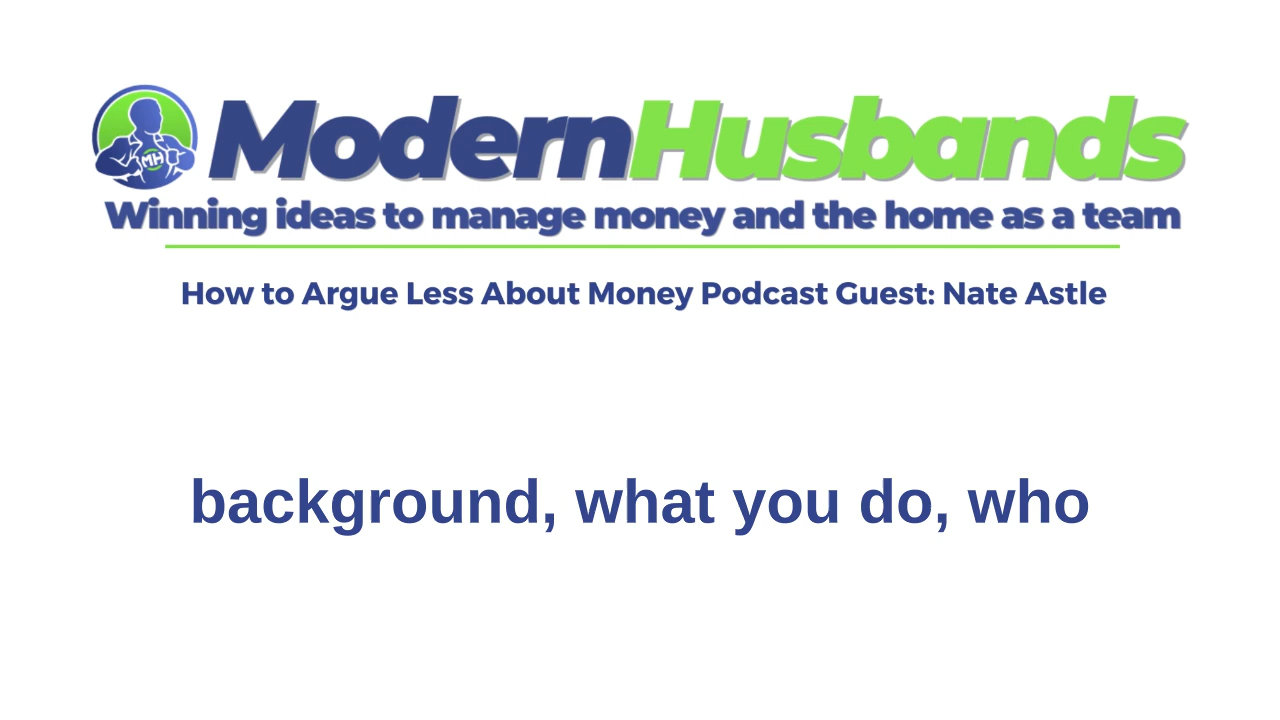 MH
ModernHusbands
Winning ideas to manage money and the home as a team
How to Argue Less About Money Podcast Guest: Nate Astle
background, what you do, who